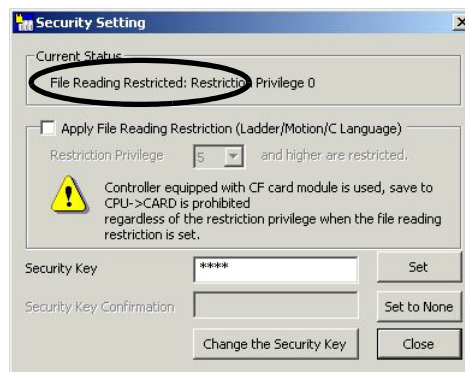 Security Setting
Current Status
File Reading Restricted: Restriction Privilege 0
Apply File Reading Restriction (Ladder/Motion/C Language)
Restriction Privilege 5 and higher are restricted.
Controller equipped with CF card module is used, save to
CPU->CARD is prohibited
regardless of the restriction privilege when the file reading
restriction is set.
Security Key **** Set
Security Key Confirmation Set to None
Change the Security Key Close